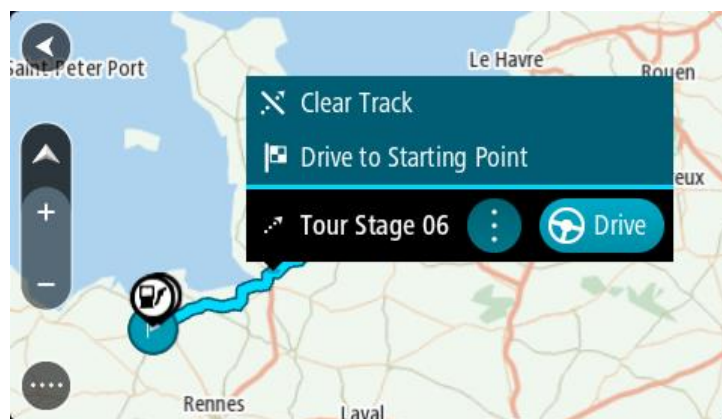 Saint Peter Port
Le Havre
Rouen
Clear Track
Drive to Starting Point
Tour Stage 06
Drive
eux
Rennes
Laval